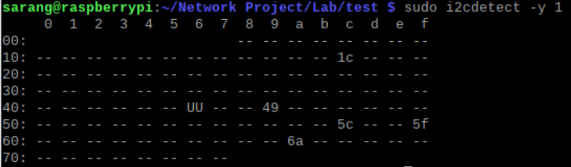 sarang@raspberrypi:~/Network Project/Lab/test $ sudo i2cdetect -y 1
     0  1  2  3  4  5  6  7  8  9  a  b  c  d  e  f
00:                         -- -- -- -- -- -- -- --
10: -- -- -- -- -- -- -- -- -- -- -- -- 1c -- -- --
20: -- -- -- -- -- -- -- -- -- -- -- -- -- -- -- --
30: -- -- -- -- -- -- -- -- -- -- -- -- -- -- -- --
40: -- -- -- -- -- -- UU -- -- 49 -- -- -- -- -- --
50: -- -- -- -- -- -- -- -- -- -- -- -- 5c -- -- 5f
60: -- -- -- -- -- -- -- -- -- -- 6a -- -- -- -- --
70: -- -- -- -- -- -- -- --